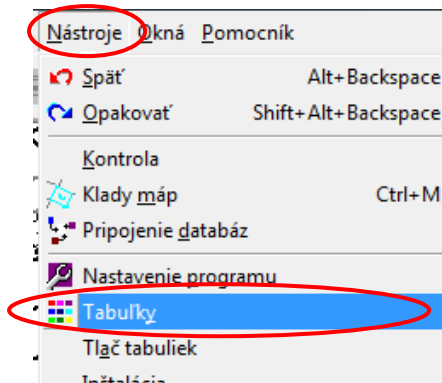 Nástroje Okná Pomocník
Späť Alt+Backspace
Opakovať Shift+Alt+Backspace
Kontrola
Klady máp Ctrl+M
Pripojenie databáz
Nastavenie programu
Tabuľky
Tlač tabuliek
Inštalácia